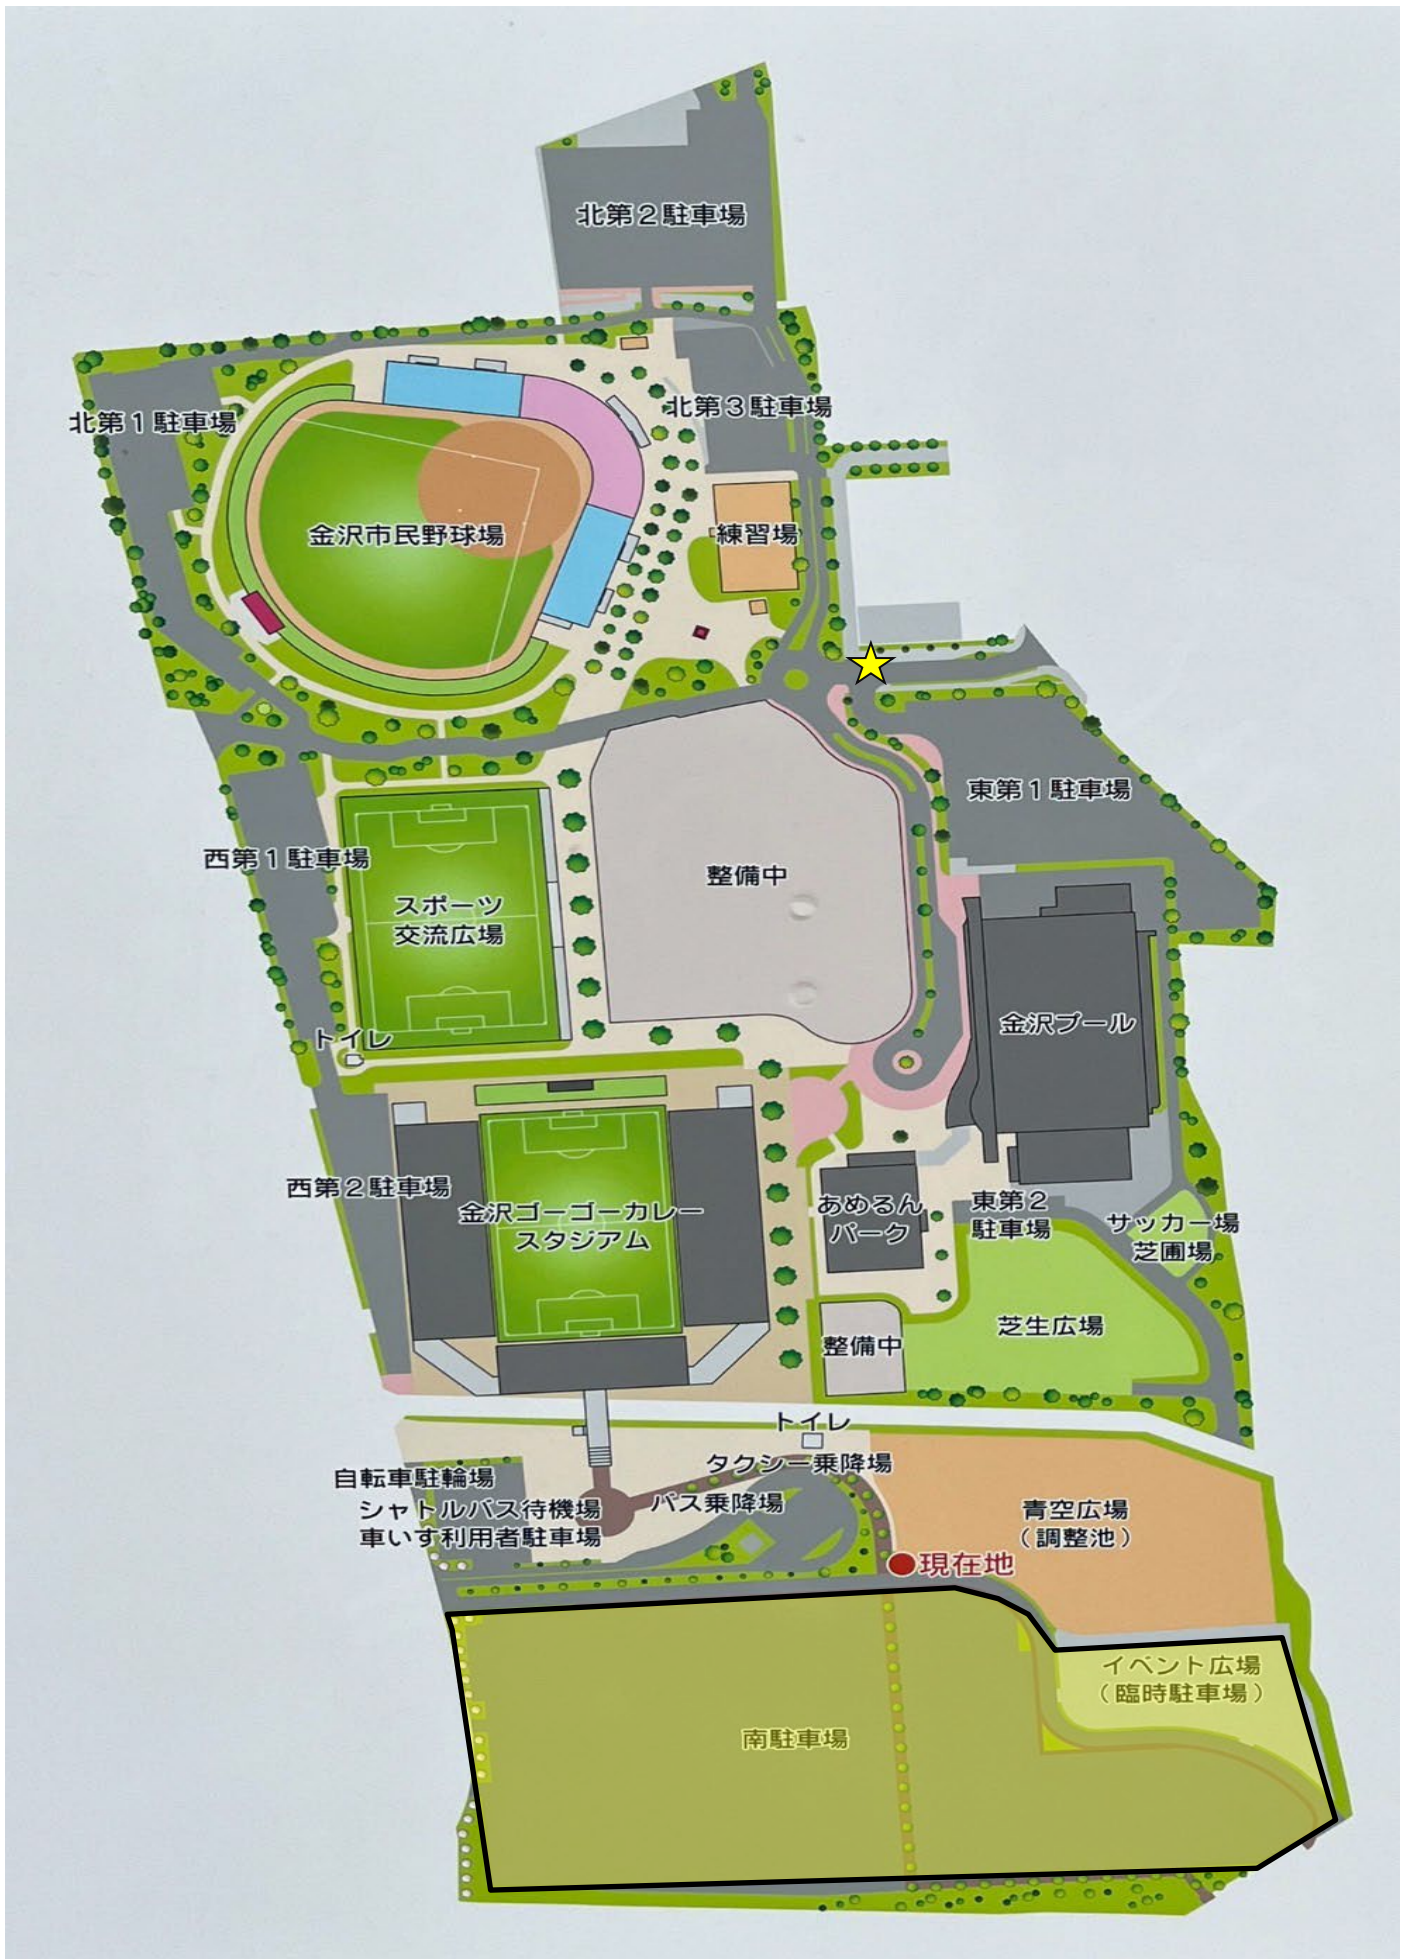 北第2駐車場
北第1駐車場
北第3駐車場
金沢市民野球場
練習場
東第1駐車場
西第1駐車場
整備中
スポーツ
交流広場
金沢プール
トイレ
西第2駐車場
金沢ゴーゴーカレー
スタジアム
あめるん
パーク
東第2
駐車場
サッカー場
芝圃場
芝生広場
整備中
トイレ
タクシー乗降場
自転車駐輪場
シャトルバス待機場
車いす利用者駐車場
バス乗降場
青空広場
(調整池)
現在地
イベント広場
(臨時駐車場)
南駐車場